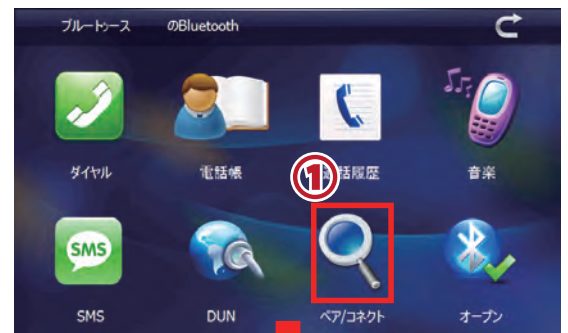 ブルートゥース のBluetooth
ダイヤル 電話帳 ①話履歴 音楽
SMS
SMS DUN ペア/コネクト オープン